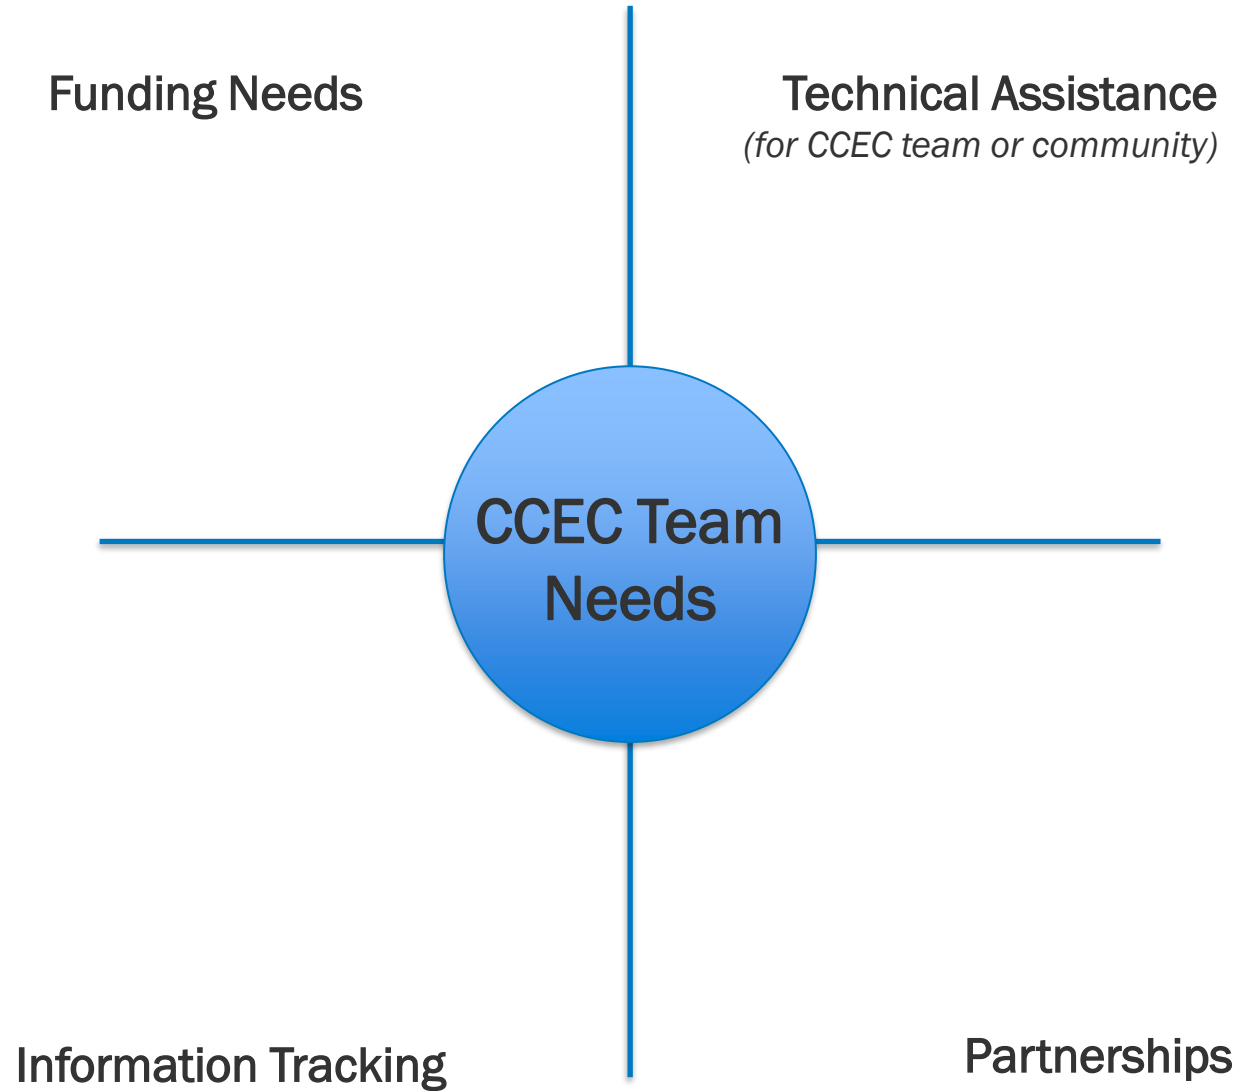 Funding Needs
Technical Assistance
(for CCEC team or community)
CCEC Team
Needs
Information Tracking
Partnerships